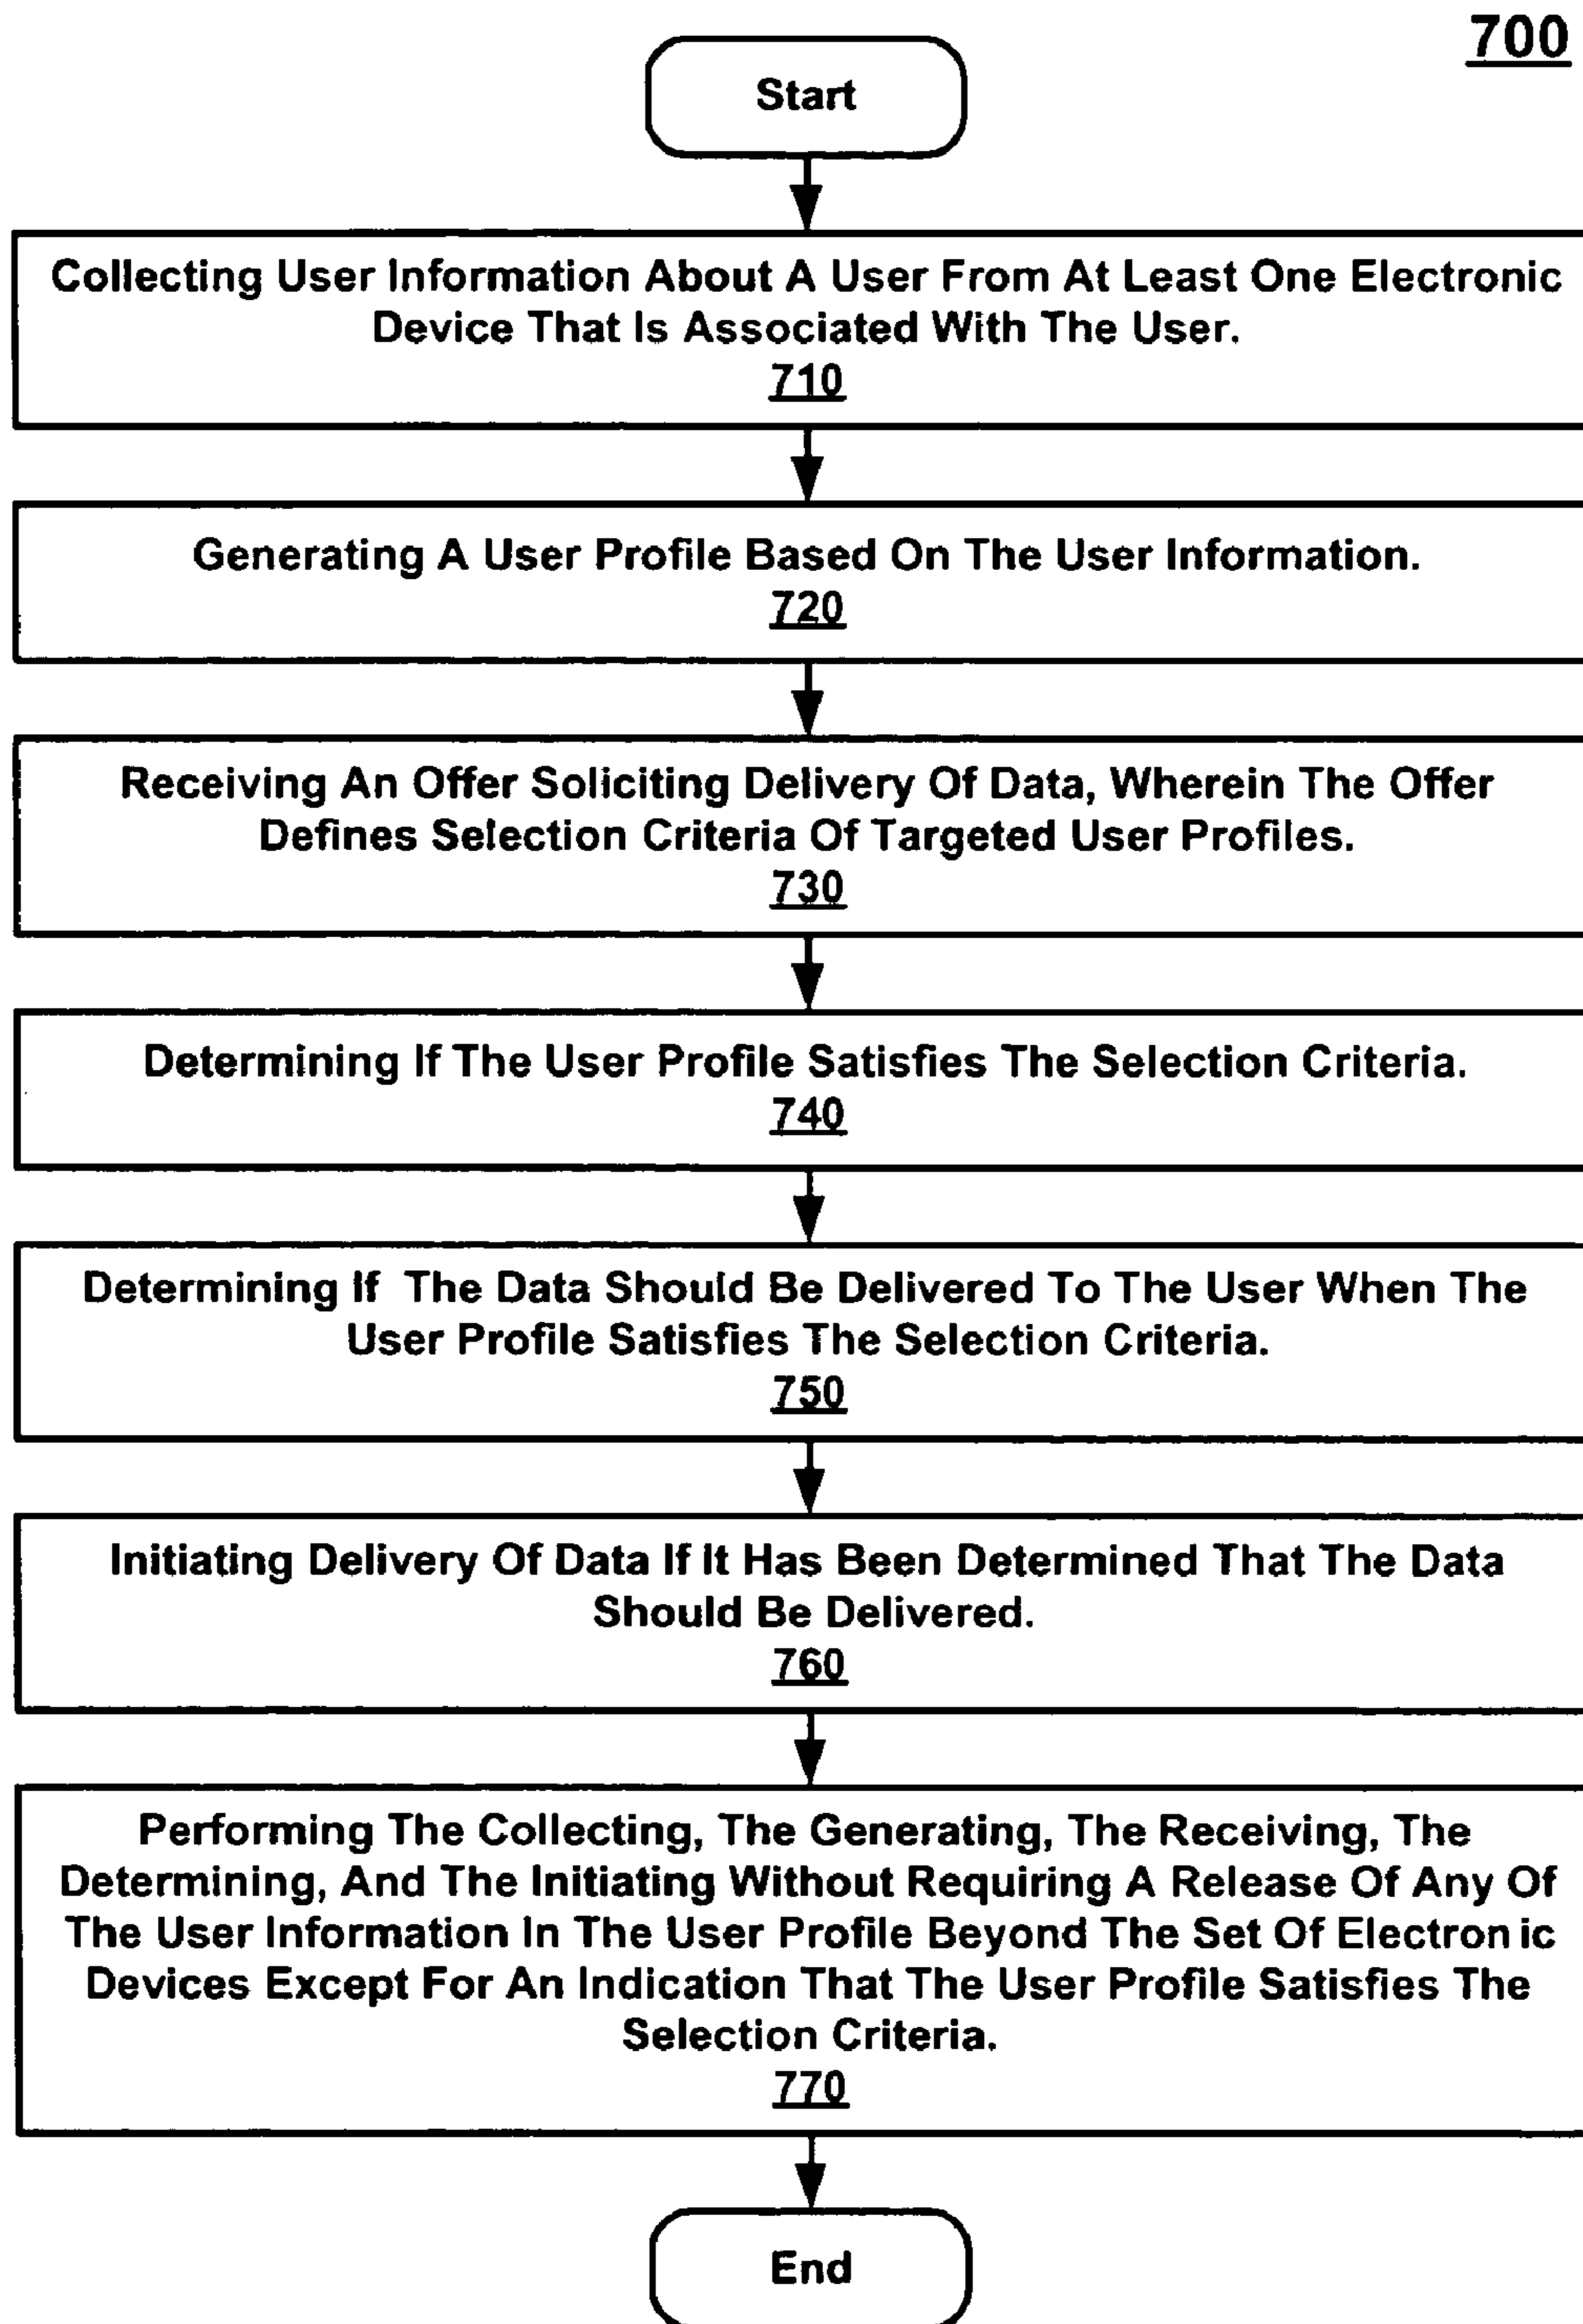 700
Start
Collecting User Information About A User From At Least One Electronic
Device That Is Associated With The User.
710
Generating A User Profile Based On The User Information.
720
Receiving An Offer Soliciting Delivery Of Data, Wherein The Offer
Defines Selection Criteria Of Targeted User Profiles.
730
Determining If The User Profile Satisfies The Selection Criteria.
740
Determining If The Data Should Be Delivered To The User When The
User Profile Satisfies The Selection Criteria.
750
Initiating Delivery Of Data If It Has Been Determined That The Data
Should Be Delivered.
760
Performing The Collecting, The Generating, The Receiving, The
Determining, And The Initiating Without Requiring A Release Of Any Of
The User Information In The User Profile Beyond The Set Of Electronic
Devices Except For An Indication That The User Profile Satisfies The
Selection Criteria.
770
End